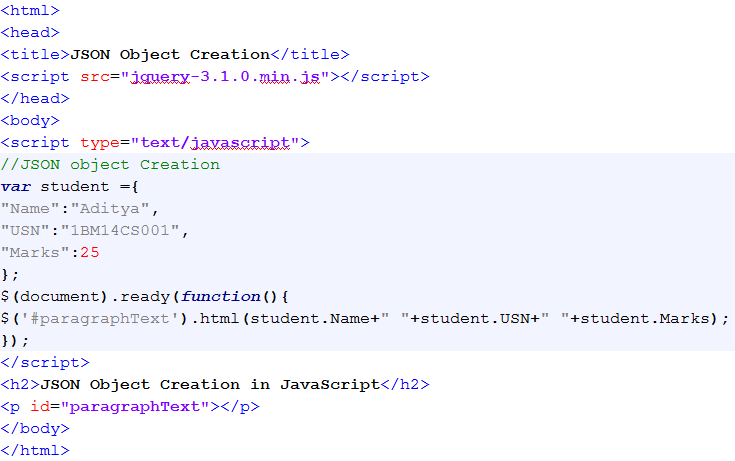 <html>
<head>
<title>JSON Object Creation</title>
<script src="jquery-3.1.0.min.js"></script>
</head>
<body>
<script type="text/javascript">
//JSON object Creation
var student ={
"Name":"Aditya",
"USN":"1BM14CS001",
"Marks":25
};
$(document).ready(function(){
$('#paragraphText').html(student.Name+" "+student.USN+" "+student.Marks);
});
</script>
<h2>JSON Object Creation in JavaScript</h2>
<p id="paragraphText"></p>
</body>
</html>